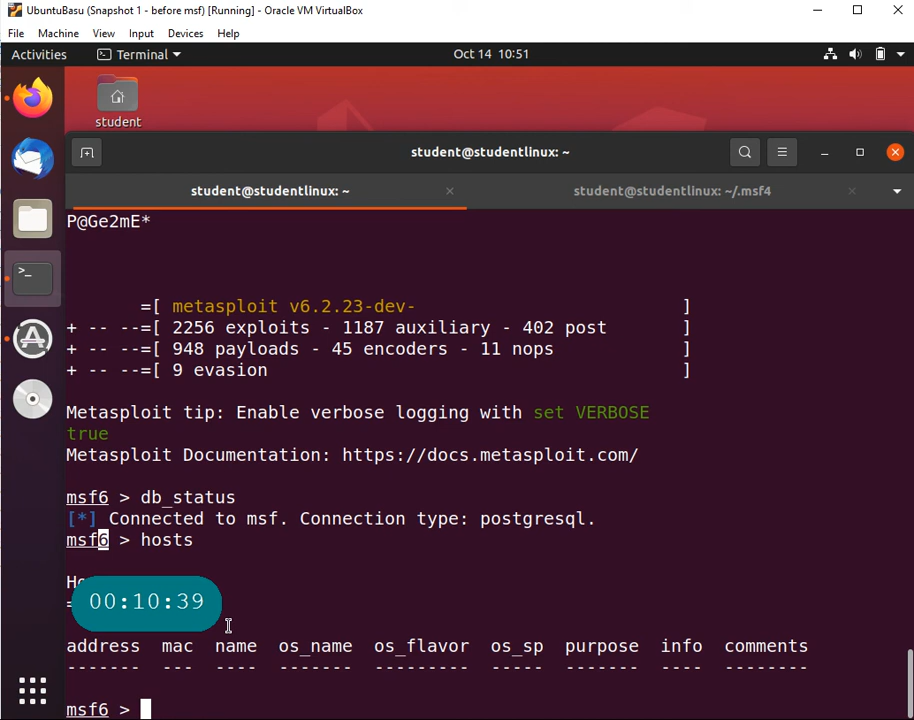 UbuntuBasu (Snapshot 1 - before msf) [Running] - Oracle VM VirtualBox
File Machine View Input Devices Help
Activities Terminal Oct 14 10:51
student
student@studentlinux: ~
student@studentlinux: ~ student@studentlinux: ~/.msf4
P@Ge2mE*
=[ metasploit v6.2.23-dev- ]
+ -- --=[ 2256 exploits - 1187 auxiliary - 402 post ]
+ -- --=[ 948 payloads - 45 encoders - 11 nops ]
+ -- --=[ 9 evasion ]
Metasploit tip: Enable verbose logging with set VERBOSE
true
Metasploit Documentation: https://docs.metasploit.com/
msf6 > db_status
[*] Connected to msf. Connection type: postgresql.
msf6 > hosts
00:10:39
address mac name os_name os_flavor os_sp purpose info comments
------- --- ---- ------- --------- ----- ------- ---- --------
msf6 >